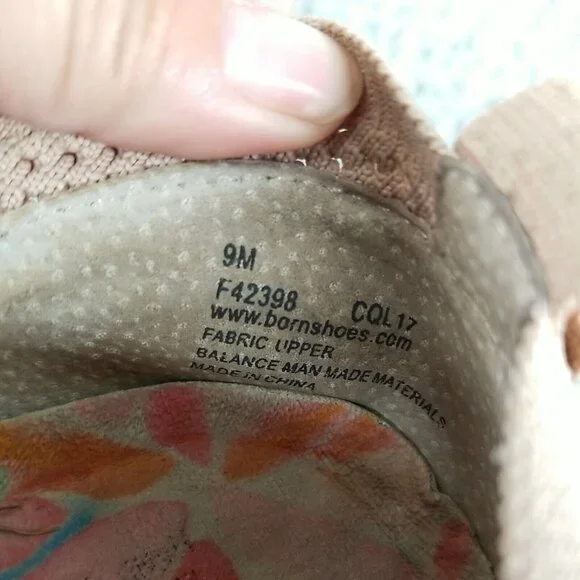 9M
F42398 CQL17
www.bornshoes.com
FABRIC UPPER
BALANCE MAN MADE MATERIALS
MADE IN CHINA